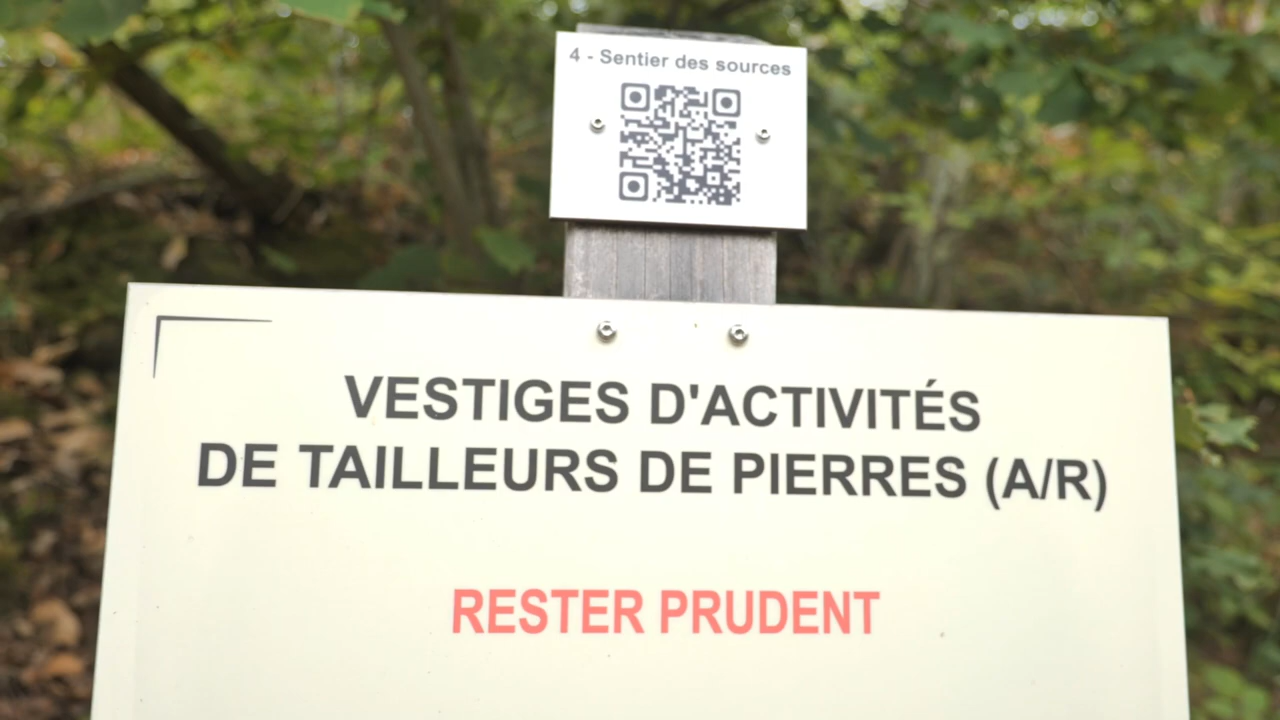 4 - Sentier des sources
VESTIGES D'ACTIVITÉS
DE TAILLEURS DE PIERRES (A/R)
RESTER PRUDENT